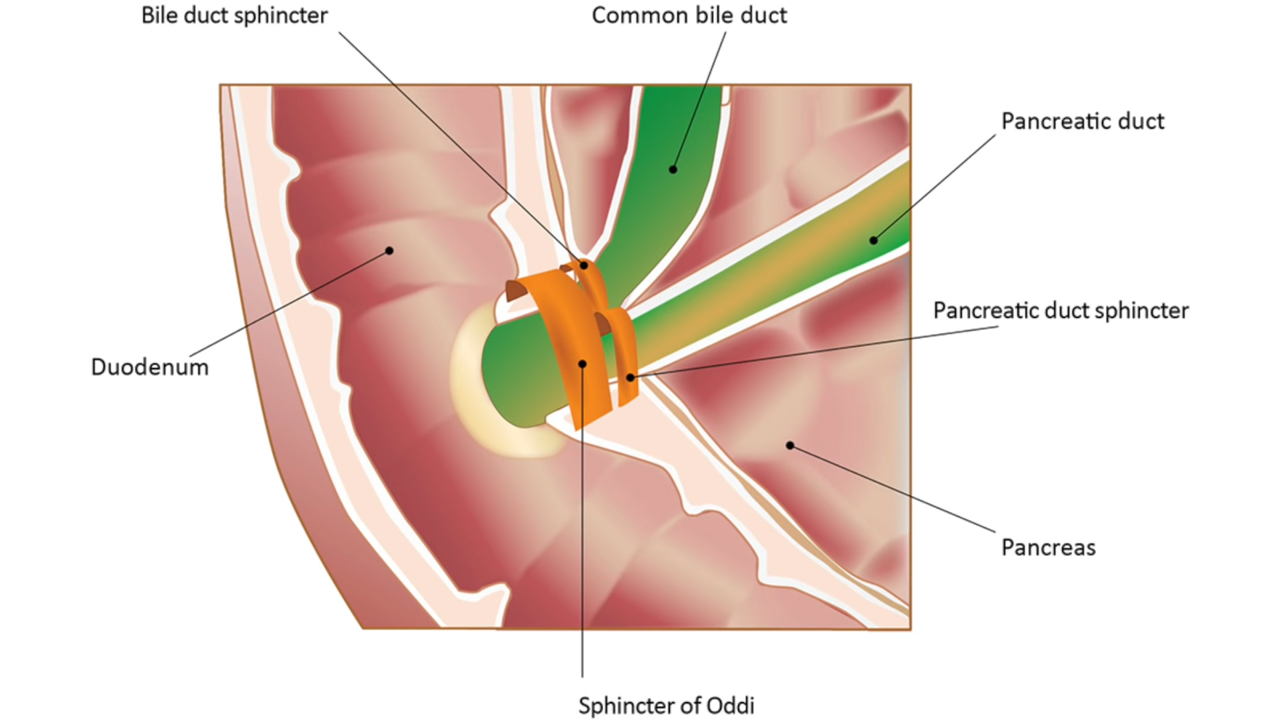 Bile duct sphincter
Common bile duct
Pancreatic duct
Pancreatic duct sphincter
Duodenum
Pancreas
Sphincter of Oddi